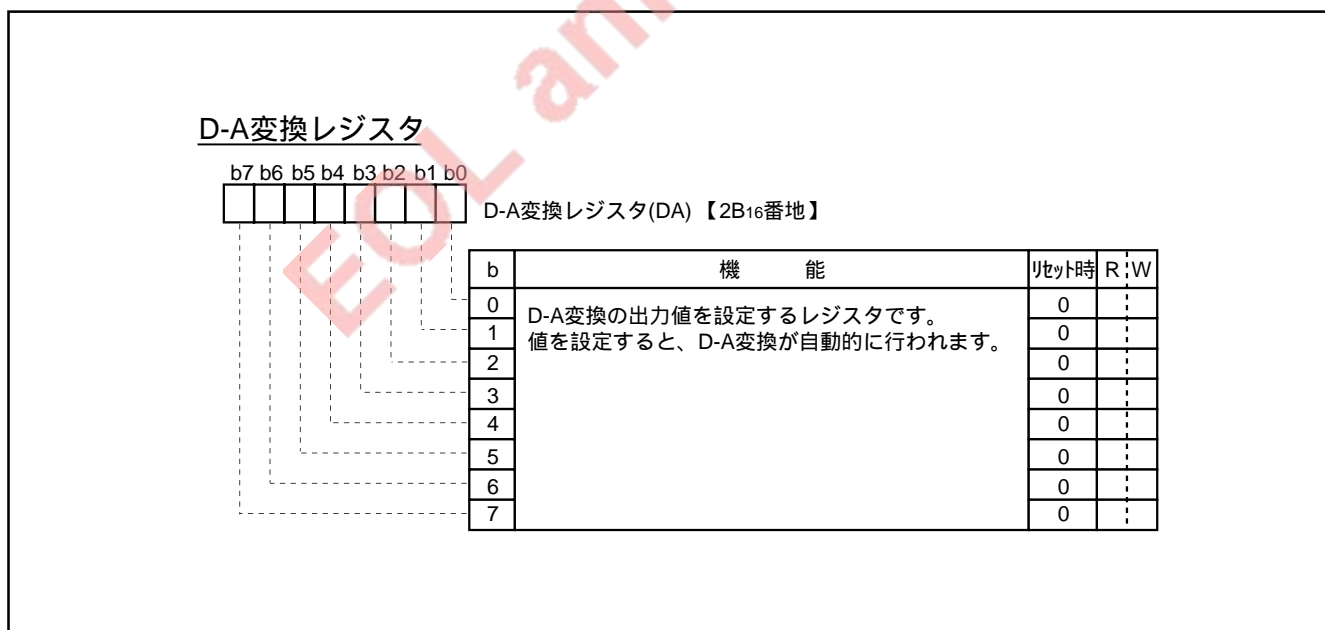 EOL an
D-A変換レジスタ
b7 b6 b5 b4 b3 b2 b1 b0
D-A変換レジスタ(DA) 【2B16番地】
b 機 能 リセット時 R W
0 D-A変換の出力値を設定するレジスタです。 0
1 値を設定すると、D-A変換が自動的に行われます。 0
2 0
3 0
4 0
5 0
6 0
7 0